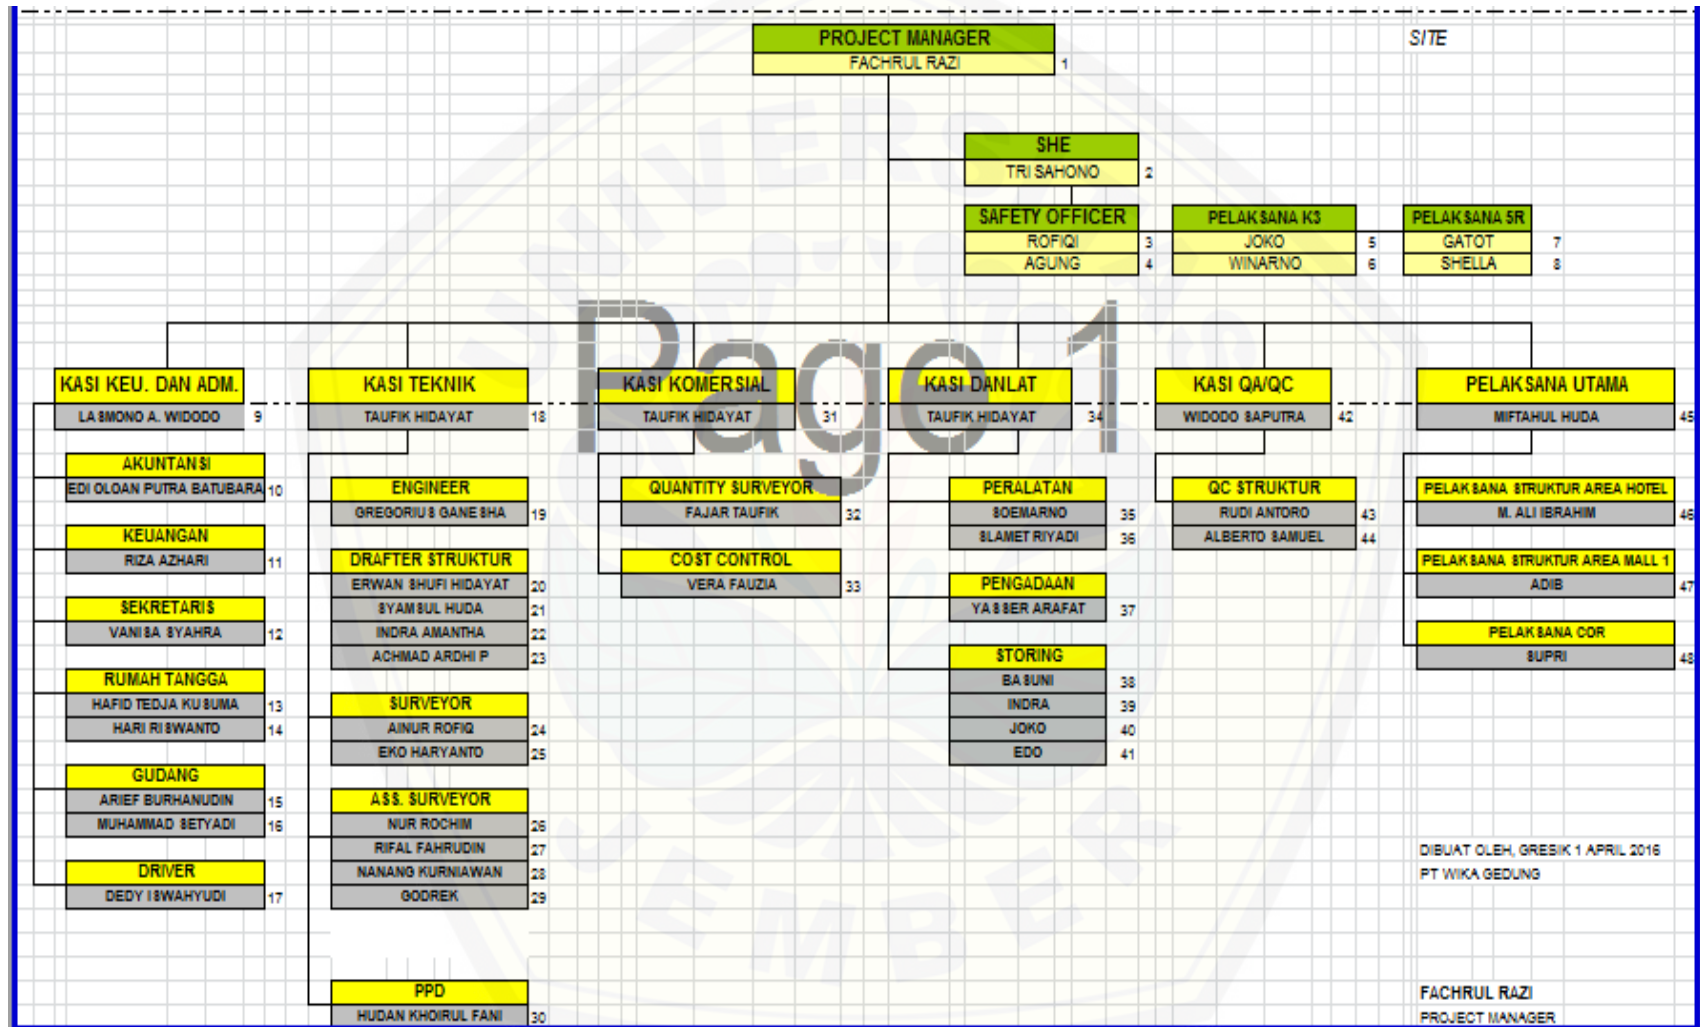 PROJECT MANAGER
SITE
FACHRUL RAZI 1
SHE
TRI SAHONO 2
SAFETY OFFICER PELAKSANA K3 PELAKSANA 5R
ROFIQI 3 JOKO 5 GATOT 7
AGUNG 4 WINARNO 6 SHELLA 8
Page 1
KASI KEU. DAN ADM.
LASMONO A. WIDODO 9
AKUNTANSI
EDI OLOAN PUTRA BATUBARA 10
KEUANGAN
RIZA AZHARI 11
SEKRETARIS
VANISA SYAHRA 12
RUMAH TANGGA
HAFID TEDJA KUSUMA 13
HARI RISWANTO 14
GUDANG
ARIEF BURHANUDIN 15
MUHAMMAD SETYADI 16
DRIVER
DEDY ISWAHYUDI 17
KASI TEKNIK
TAUFIK HIDAYAT 18
ENGINEER
GREGORIUS GANESHA 19
DRAFTER STRUKTUR
ERWAN SHUFI HIDAYAT 20
SYAMSUL HUDA 21
INDRA AMANTHA 22
ACHMAD ARDHI P 23
SURVEYOR
AINUR ROFIQ 24
EKO HARYANTO 25
ASS. SURVEYOR
NUR ROCHIM 26
RIFAL FAHRUDIN 27
NANANG KURNIAWAN 28
GODREK 29
PPD
HUDAN KHOIRUL FANI 30
KASI KOMERSIAL
TAUFIK HIDAYAT 31
QUANTITY SURVEYOR
FAJAR TAUFIK 32
COST CONTROL
VERA FAUZIA 33
KASI DANLAT
TAUFIK HIDAYAT 34
PERALATAN
SOEMARNO 35
SLAMET RIYADI 36
PENGADAAN
YASSER ARAFAT 37
STORING
BASUNI 38
INDRA 39
JOKO 40
EDO 41
KASI QA/QC
WIDODO SAPUTRA 42
QC STRUKTUR
RUDI ANTORO 43
ALBERTO SAMUEL 44
PELAKSANA UTAMA
MIFTAHUL HUDA 45
PELAKSANA STRUKTUR AREA HOTEL
M. ALI IBRAHIM 46
PELAKSANA STRUKTUR AREA MALL 1
ADIB 47
PELAKSANA COR
SUPRI 48
DIBUAT OLEH, GRESIK 1 APRIL 2016
PT WIKA GEDUNG
FACHRUL RAZI
PROJECT MANAGER
UNIVERSITAS
JEMBER